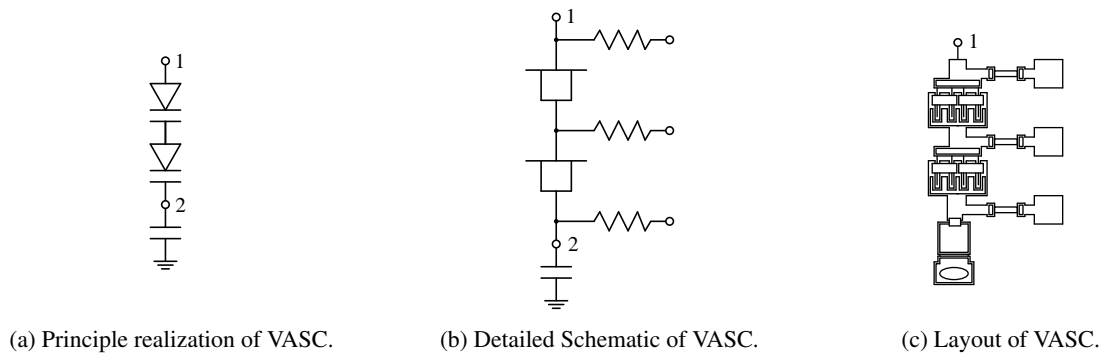 1
2
1
2
1
(a) Principle realization of VASC.
(b) Detailed Schematic of VASC.
(c) Layout of VASC.